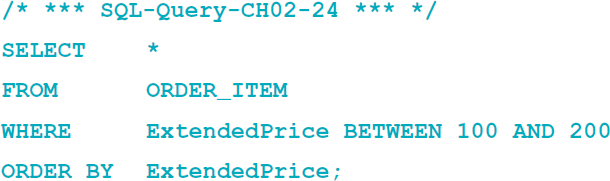 /* *** SQL-Query-CH02-24 *** */
SELECT *
FROM ORDER_ITEM
WHERE ExtendedPrice BETWEEN 100 AND 200
ORDER BY ExtendedPrice;